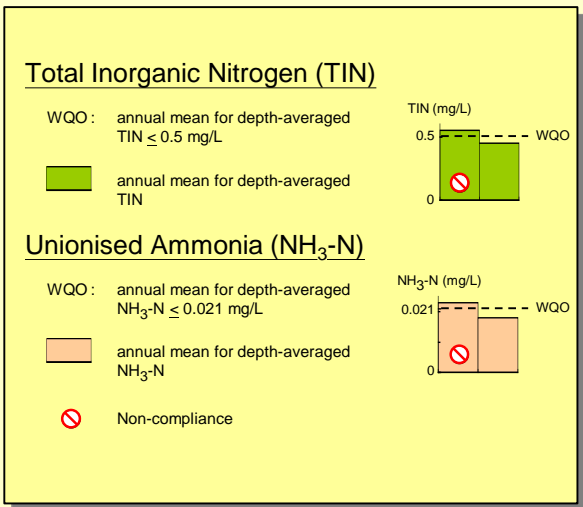 Total Inorganic Nitrogen (TIN)
WQO : annual mean for depth-averaged
TIN ≤ 0.5 mg/L
annual mean for depth-averaged
TIN
TIN (mg/L)
0.5
WQO
0
Unionised Ammonia (NH3-N)
WQO : annual mean for depth-averaged
NH3-N ≤ 0.021 mg/L
annual mean for depth-averaged
NH3-N
NH3-N (mg/L)
0.021
WQO
0
Non-compliance